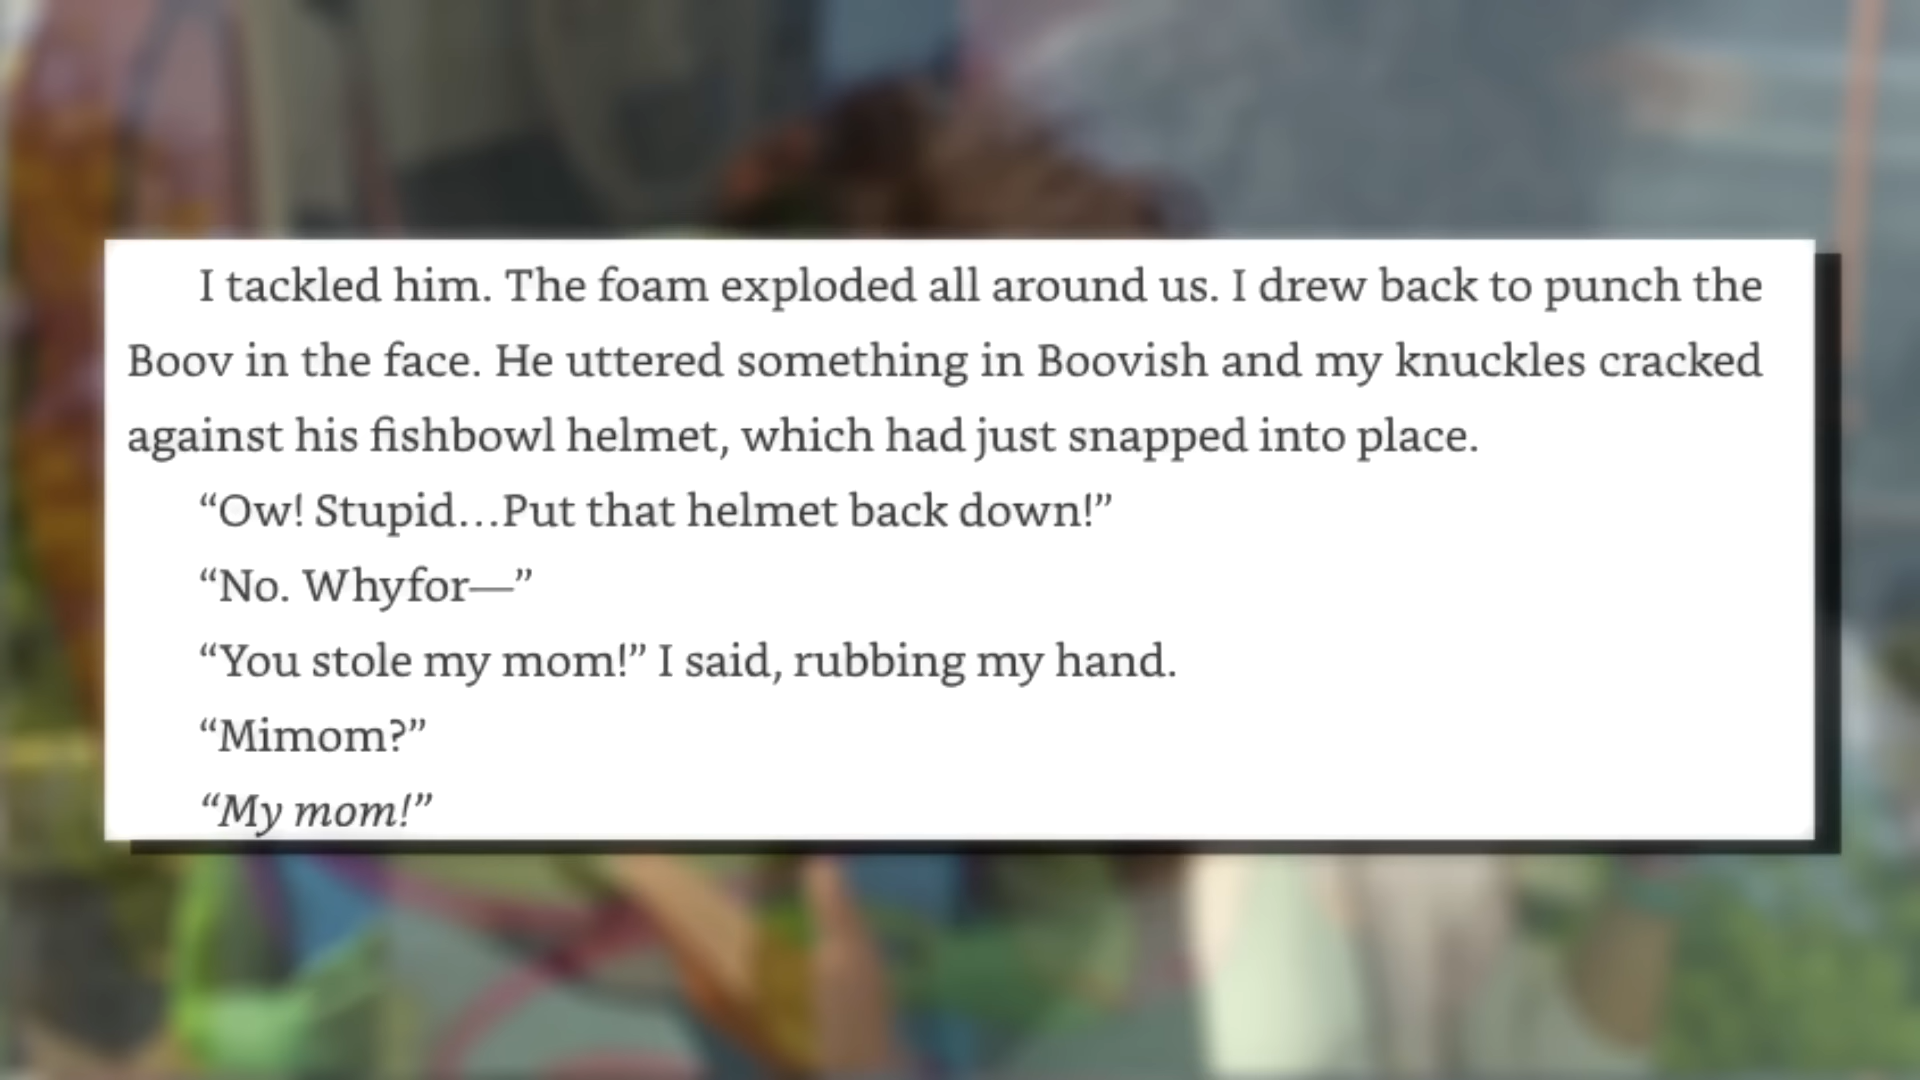 I tackled him. The foam exploded all around us. I drew back to punch the
Boov in the face. He uttered something in Boovish and my knuckles cracked
against his fishbowl helmet, which had just snapped into place.
“Ow! Stupid…Put that helmet back down!”
“No. Whyfor—”
“You stole my mom!” I said, rubbing my hand.
“Mimom?”
“My mom!”